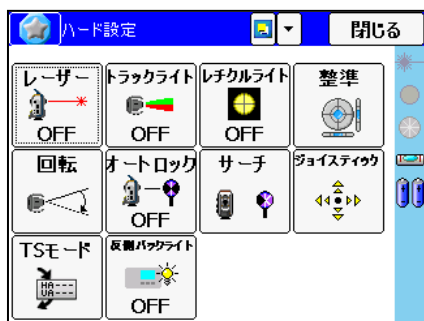 ハード設定
閉じる
レーザー
OFF
トラックライト
OFF
レチクルライト
OFF
整準
回転
オートロック
OFF
サーチ
ジョイスティック
TSモード
HA---
VA---
反側バックライト
OFF